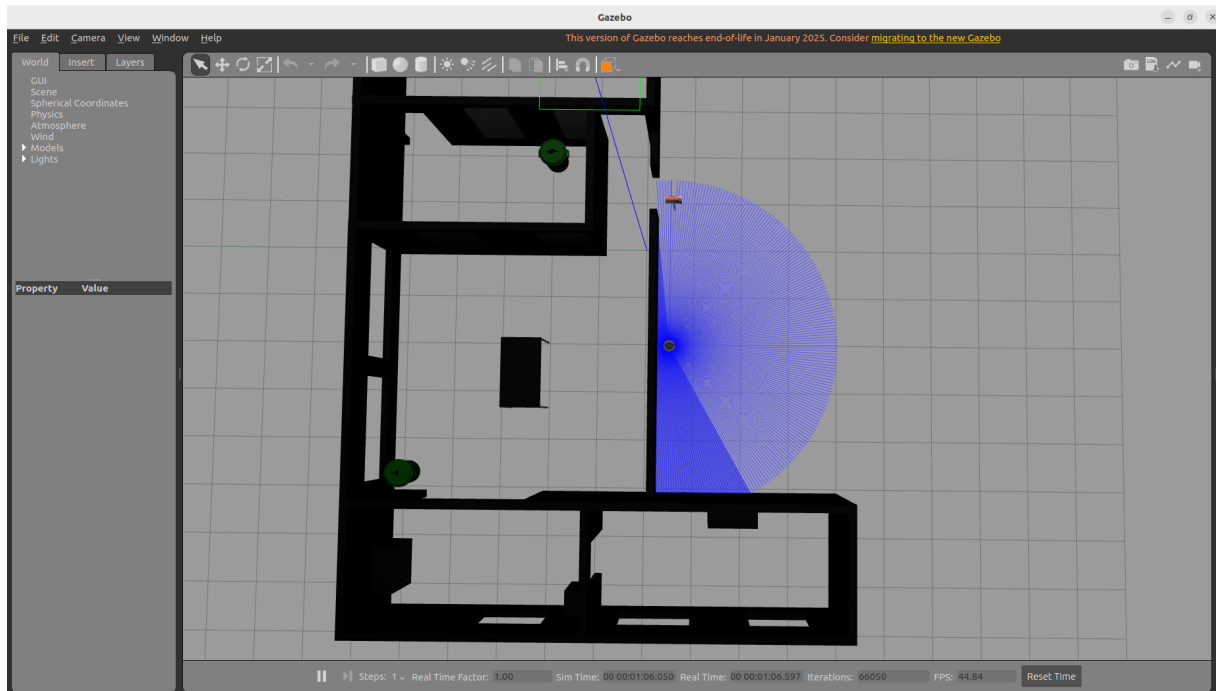 Gazebo
File Edit Camera View Window Help
This version of Gazebo reaches end-of-life in January 2025. Consider migrating to the new Gazebo
World Insert Layers
GUI
Scene
Spherical Coordinates
Physics
Atmosphere
Wind
Models
Lights
Property Value
Steps: 1 Real Time Factor: 1.00 Sim Time: 00 00:01:06.050 Real Time: 00 00:01:06.597 Iterations: 66050 FPS: 44.84 Reset Time